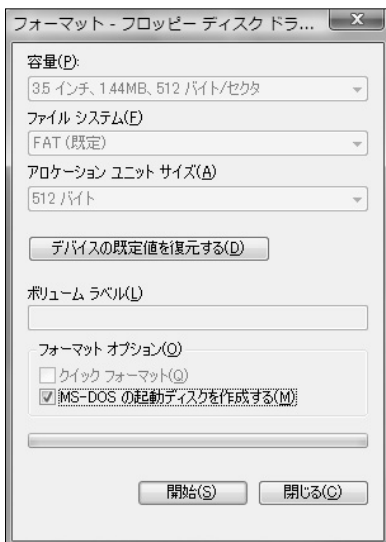 フォーマット - フロッピー ディスク ドラ...
容量(P):
3.5 インチ、1.44MB、512 バイト/セクタ
ファイル システム(F)
FAT (既定)
アロケーション ユニット サイズ(A)
512 バイト
デバイスの既定値を復元する(D)
ボリューム ラベル(L)
フォーマット オプション(O)
クイック フォーマット(Q)
MS-DOS の起動ディスクを作成する(M)
開始(S)
閉じる(C)